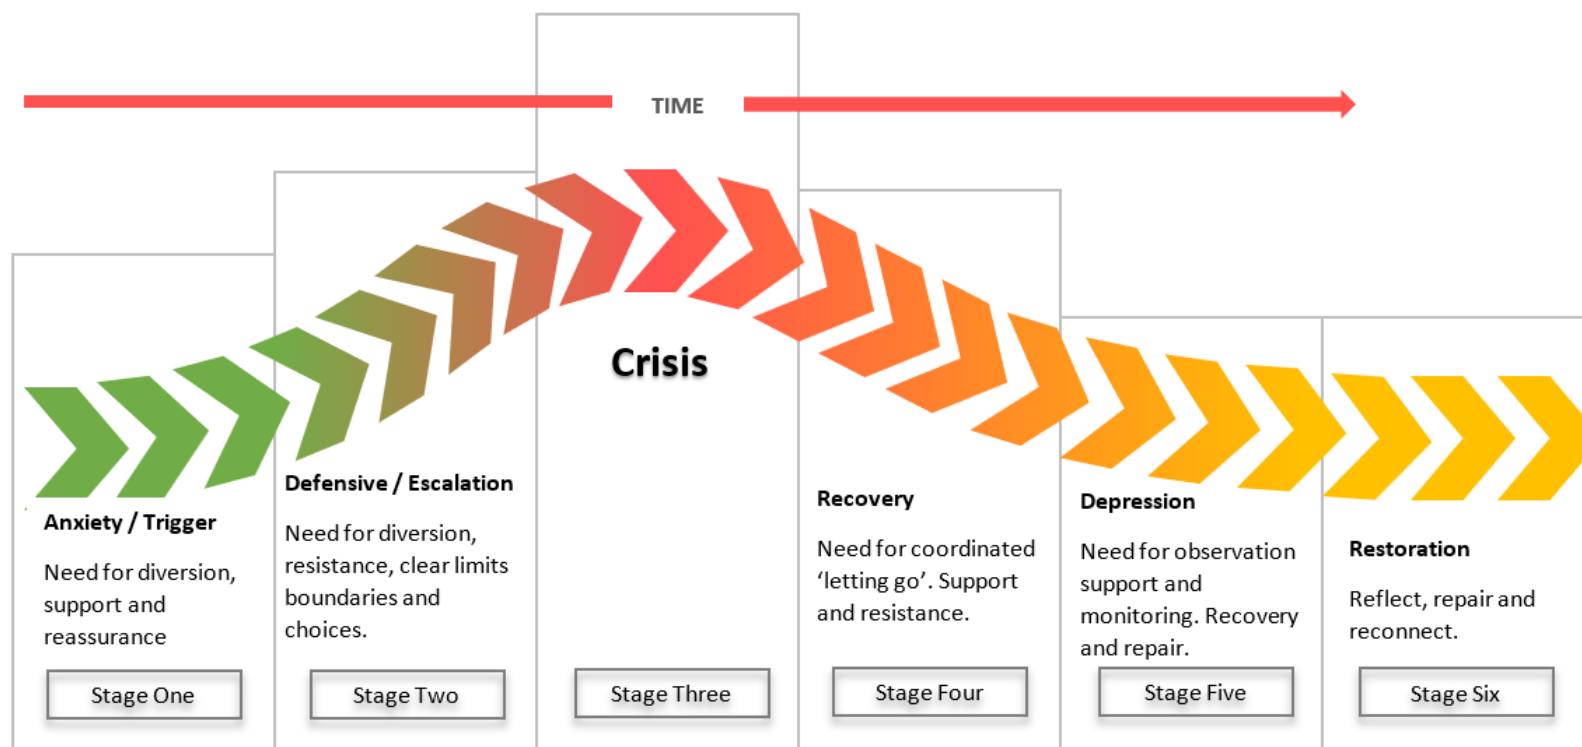 TIME
Crisis
Anxiety / Trigger
Need for diversion,
support and
reassurance
Stage One
Defensive / Escalation
Need for diversion,
resistance, clear limits
boundaries and
choices.
Stage Two
Stage Three
Recovery
Need for coordinated
‘letting go’. Support
and resistance.
Stage Four
Depression
Need for observation
support and
monitoring. Recovery
and repair.
Stage Five
Restoration
Reflect, repair and
reconnect.
Stage Six